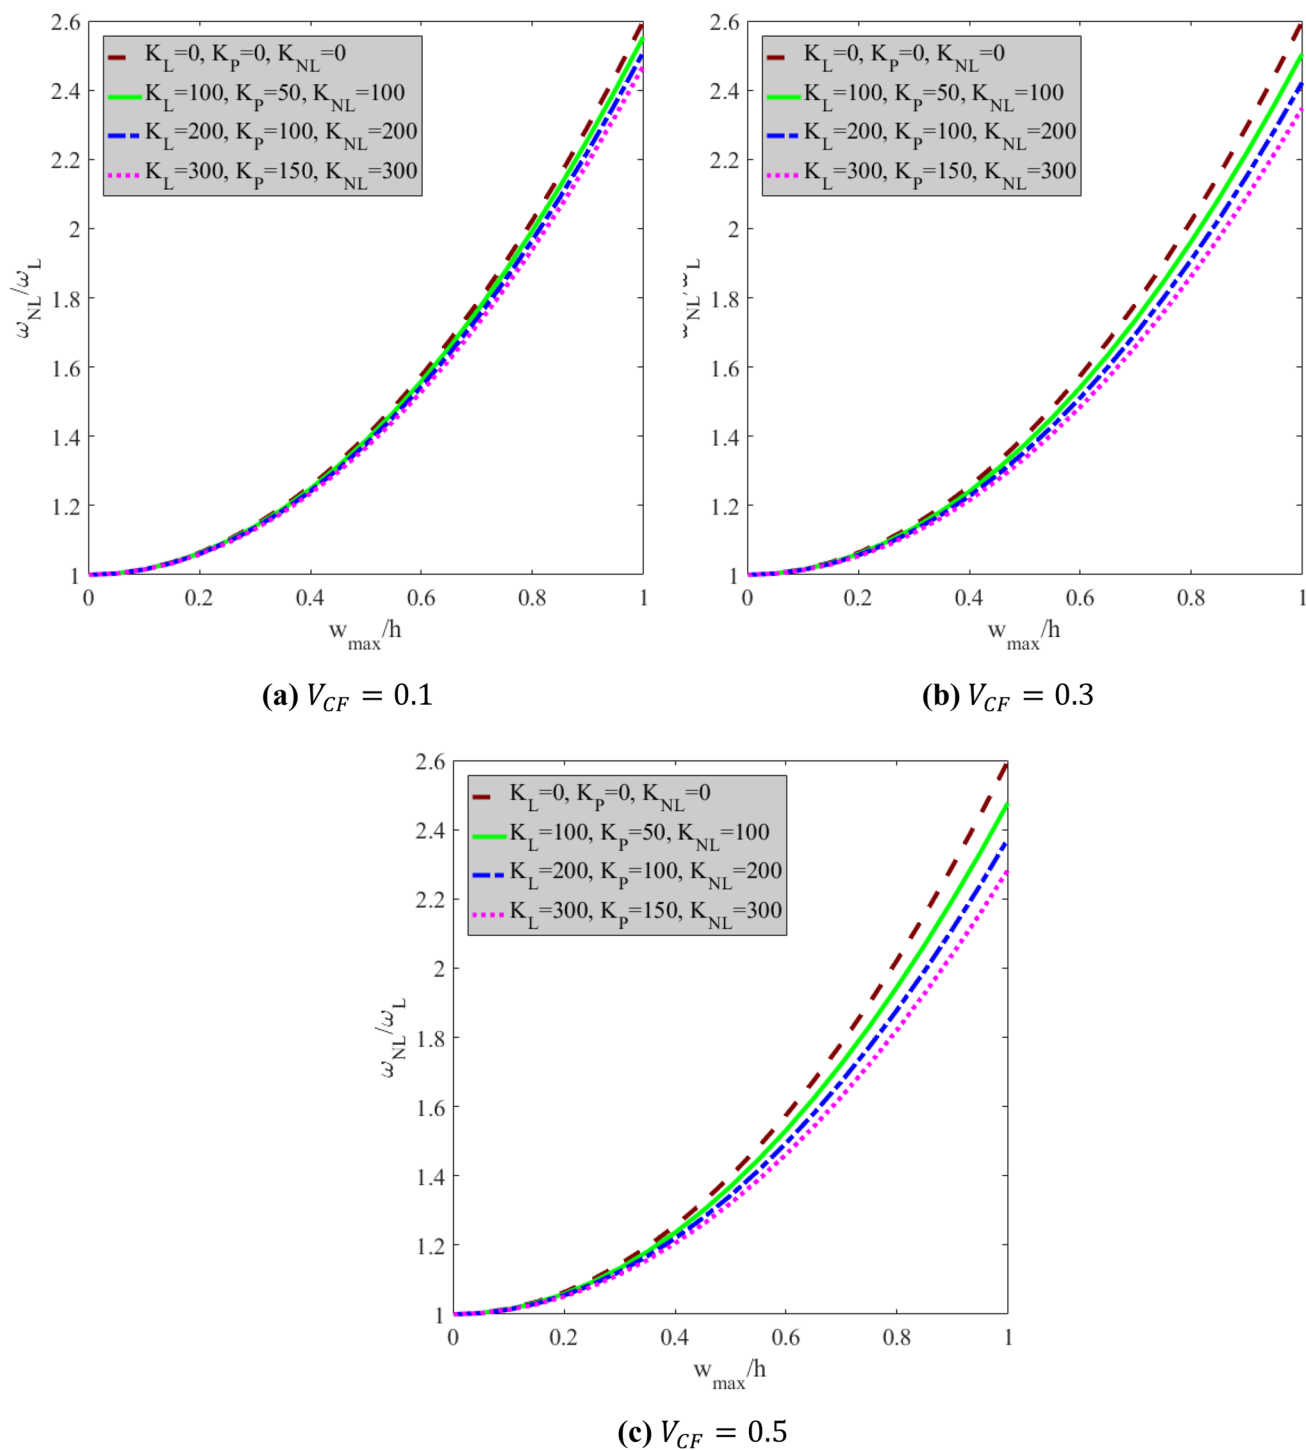 2.6
2.4
2.2
2
1.8
1.6
1.4
1.2
1
K_L=0, K_P=0, K_NL=0
K_L=100, K_P=50, K_NL=100
K_L=200, K_P=100, K_NL=200
K_L=300, K_P=150, K_NL=300
ω_NL/ω_L
0 0.2 0.4 0.6 0.8 1
w_max/h
(a) V_CF = 0.1
2.6
2.4
2.2
2
1.8
1.6
1.4
1.2
1
K_L=0, K_P=0, K_NL=0
K_L=100, K_P=50, K_NL=100
K_L=200, K_P=100, K_NL=200
K_L=300, K_P=150, K_NL=300
ω_NL/ω_L
0 0.2 0.4 0.6 0.8 1
w_max/h
(b) V_CF = 0.3
2.6
2.4
2.2
2
1.8
1.6
1.4
1.2
1
K_L=0, K_P=0, K_NL=0
K_L=100, K_P=50, K_NL=100
K_L=200, K_P=100, K_NL=200
K_L=300, K_P=150, K_NL=300
ω_NL/ω_L
0 0.2 0.4 0.6 0.8 1
w_max/h
(c) V_CF = 0.5